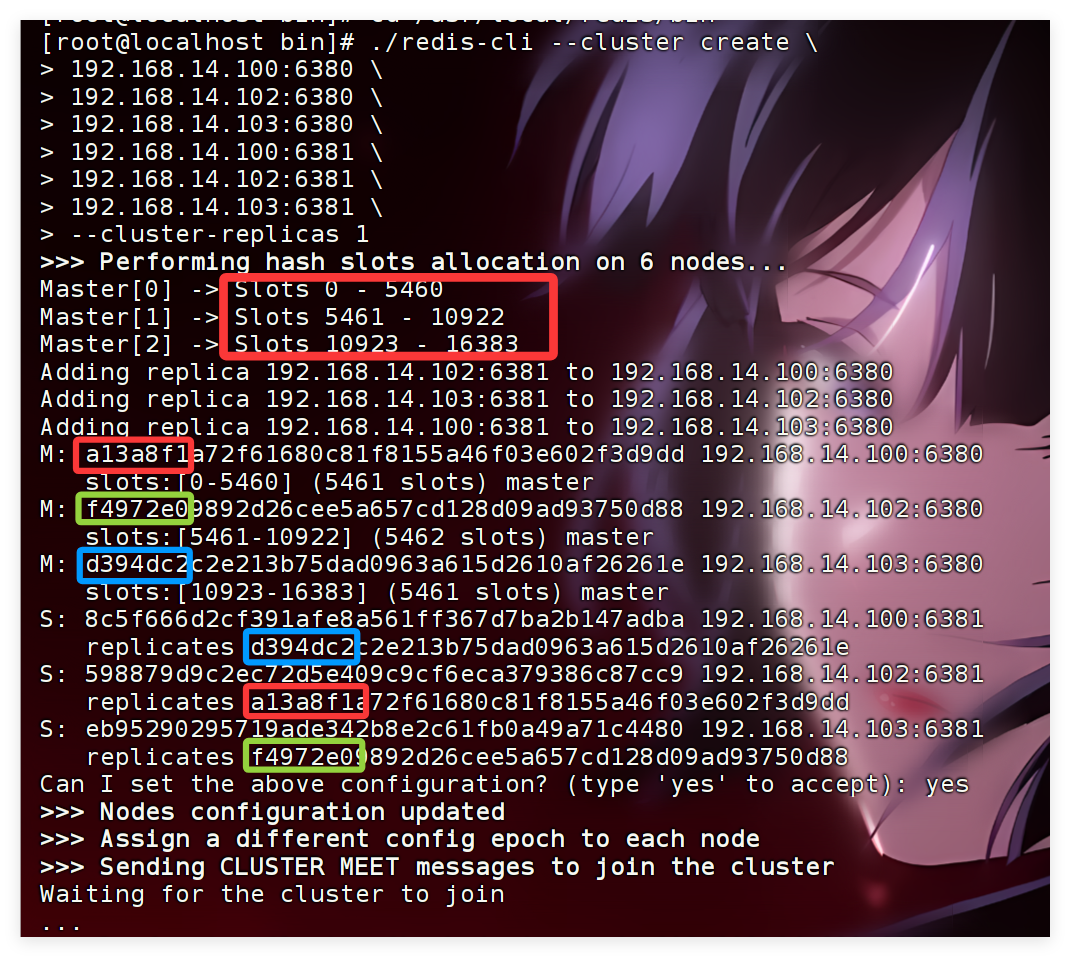 [root@localhost bin]# ./redis-cli --cluster create \
> 192.168.14.100:6380 \
> 192.168.14.102:6380 \
> 192.168.14.103:6380 \
> 192.168.14.100:6381 \
> 192.168.14.102:6381 \
> 192.168.14.103:6381 \
> --cluster-replicas 1
>>> Performing hash slots allocation on 6 nodes...
Master[0] -> Slots 0 - 5460
Master[1] -> Slots 5461 - 10922
Master[2] -> Slots 10923 - 16383
Adding replica 192.168.14.102:6381 to 192.168.14.100:6380
Adding replica 192.168.14.103:6381 to 192.168.14.102:6380
Adding replica 192.168.14.100:6381 to 192.168.14.103:6380
M: a13a8f1a72f61680c81f8155a46f03e602f3d9dd 192.168.14.100:6380
slots:[0-5460] (5461 slots) master
M: f4972e09892d26cee5a657cd128d09ad93750d88 192.168.14.102:6380
slots:[5461-10922] (5462 slots) master
M: d394dc2c2e213b75dad0963a615d2610af26261e 192.168.14.103:6380
slots:[10923-16383] (5461 slots) master
S: 8c5f666d2cf391afe8a561ff367d7ba2b147adba 192.168.14.100:6381
replicates d394dc2c2e213b75dad0963a615d2610af26261e
S: 598879d9c2ec72d5e409c9cf6eca379386c87cc9 192.168.14.102:6381
replicates a13a8f1a72f61680c81f8155a46f03e602f3d9dd
S: eb952902957​19ade342b8e2c61fb0a49a71c4480 192.168.14.103:6381
replicates f4972e09892d26cee5a657cd128d09ad93750d88
Can I set the above configuration? (type 'yes' to accept): yes
>>> Nodes configuration updated
>>> Assign a different config epoch to each node
>>> Sending CLUSTER MEET messages to join the cluster
Waiting for the cluster to join
...